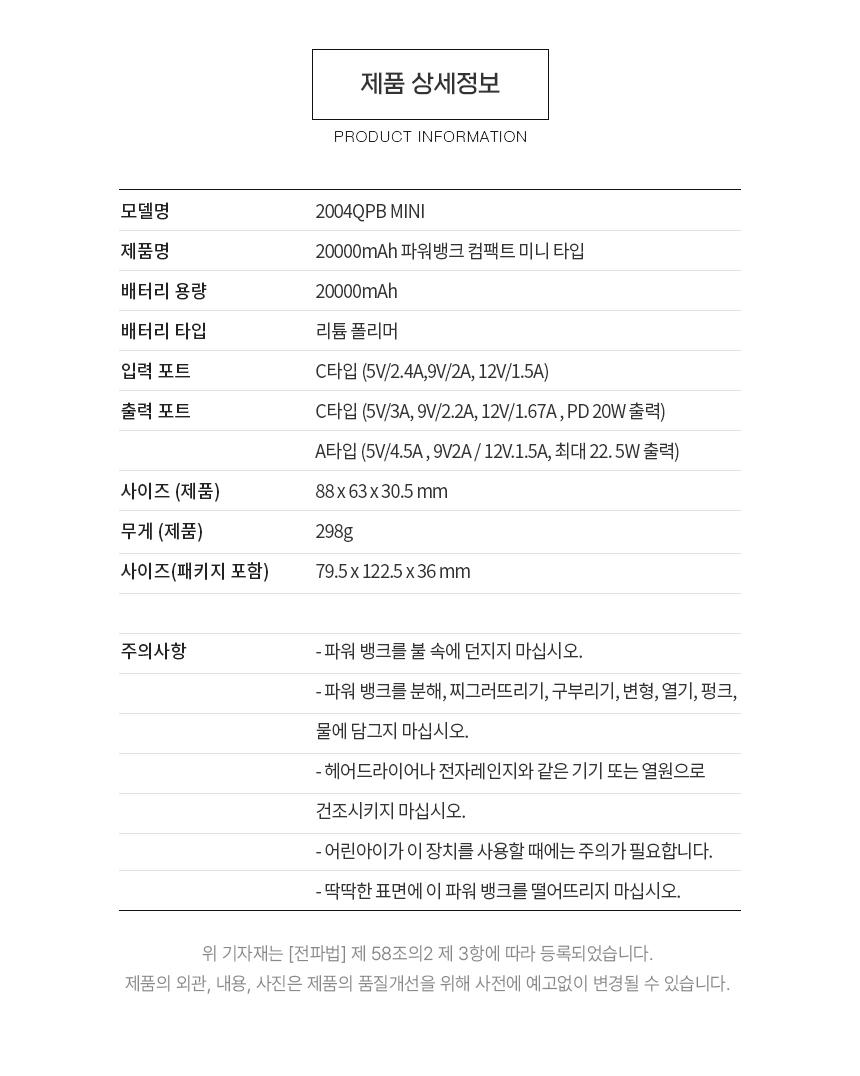 제품 상세정보
PRODUCT INFORMATION
모델명 2004QPB MINI
제품명 20000mAh 파워뱅크 컴팩트 미니 타입
배터리 용량 20000mAh
배터리 타입 리튬 폴리머
입력 포트 C타입 (5V/2.4A,9V/2A, 12V/1.5A)
출력 포트 C타입 (5V/3A, 9V/2.2A, 12V/1.67A , PD 20W 출력)
A타입 (5V/4.5A , 9V2A / 12V.1.5A, 최대 22. 5W 출력)
사이즈 (제품) 88 x 63 x 30.5 mm
무게 (제품) 298g
사이즈(패키지 포함) 79.5 x 122.5 x 36 mm
주의사항 - 파워 뱅크를 불 속에 던지지 마십시오.
- 파워 뱅크를 분해, 찌그러뜨리기, 구부리기, 변형, 열기, 펑크,
물에 담그지 마십시오.
- 헤어드라이어나 전자레인지와 같은 기기 또는 열원으로
건조시키지 마십시오.
- 어린아이가 이 장치를 사용할 때에는 주의가 필요합니다.
- 딱딱한 표면에 이 파워 뱅크를 떨어뜨리지 마십시오.
위 기자재는 [전파법] 제 58조의2 제 3항에 따라 등록되었습니다.
제품의 외관, 내용, 사진은 제품의 품질개선을 위해 사전에 예고없이 변경될 수 있습니다.